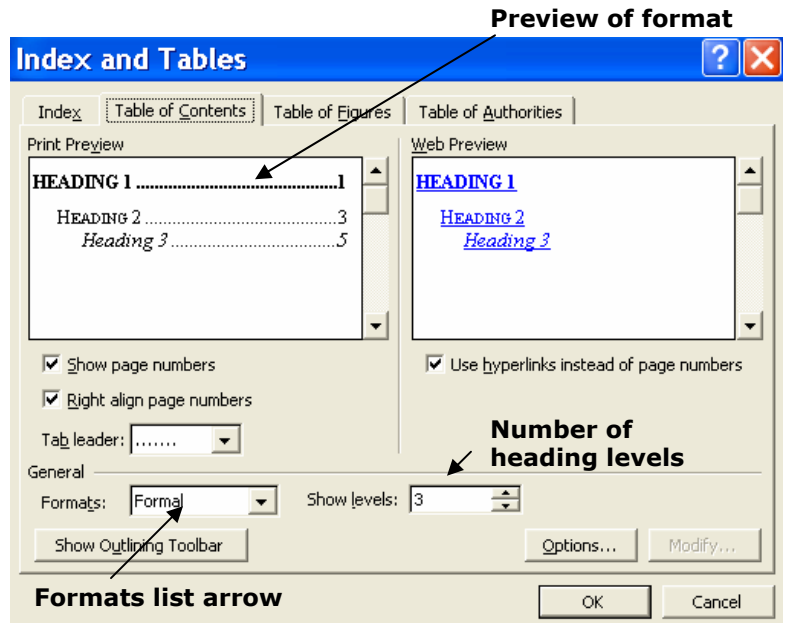 Preview of format
Index and Tables
Index Table of Contents Table of Figures Table of Authorities
Print Preview Web Preview
HEADING 1 ............................................1 HEADING 1
HEADING 2 ..........................................3 HEADING 2
Heading 3 ...................................5 Heading 3
Show page numbers Use hyperlinks instead of page numbers
Right align page numbers
Tab leader: .......
Number of
heading levels
General
Formats: Formal Show levels: 3
Show Outlining Toolbar Options... Modify...
Formats list arrow
OK Cancel